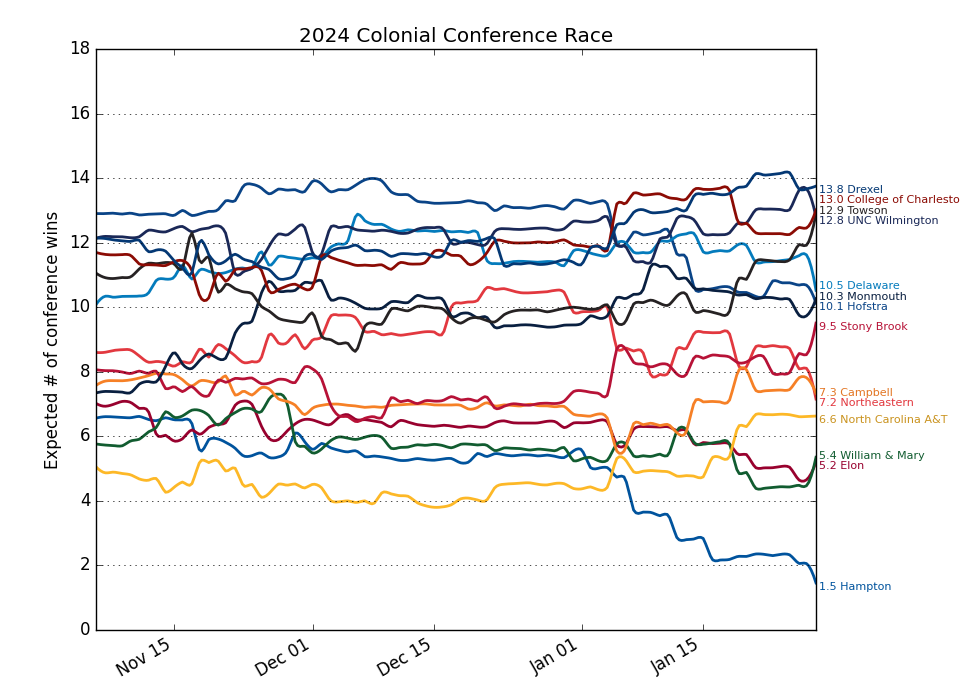 2024 Colonial Conference Race
Expected # of conference wins
18
16
14
12
10
8
6
4
2
0
Nov 15
Dec 01
Dec 15
Jan 01
Jan 15
13.8 Drexel
13.0 College of Charlesto
12.9 Towson
12.8 UNC Wilmington
10.5 Delaware
10.3 Monmouth
10.1 Hofstra
9.5 Stony Brook
7.3 Campbell
7.2 Northeastern
6.6 North Carolina A&T
5.4 William & Mary
5.2 Elon
1.5 Hampton